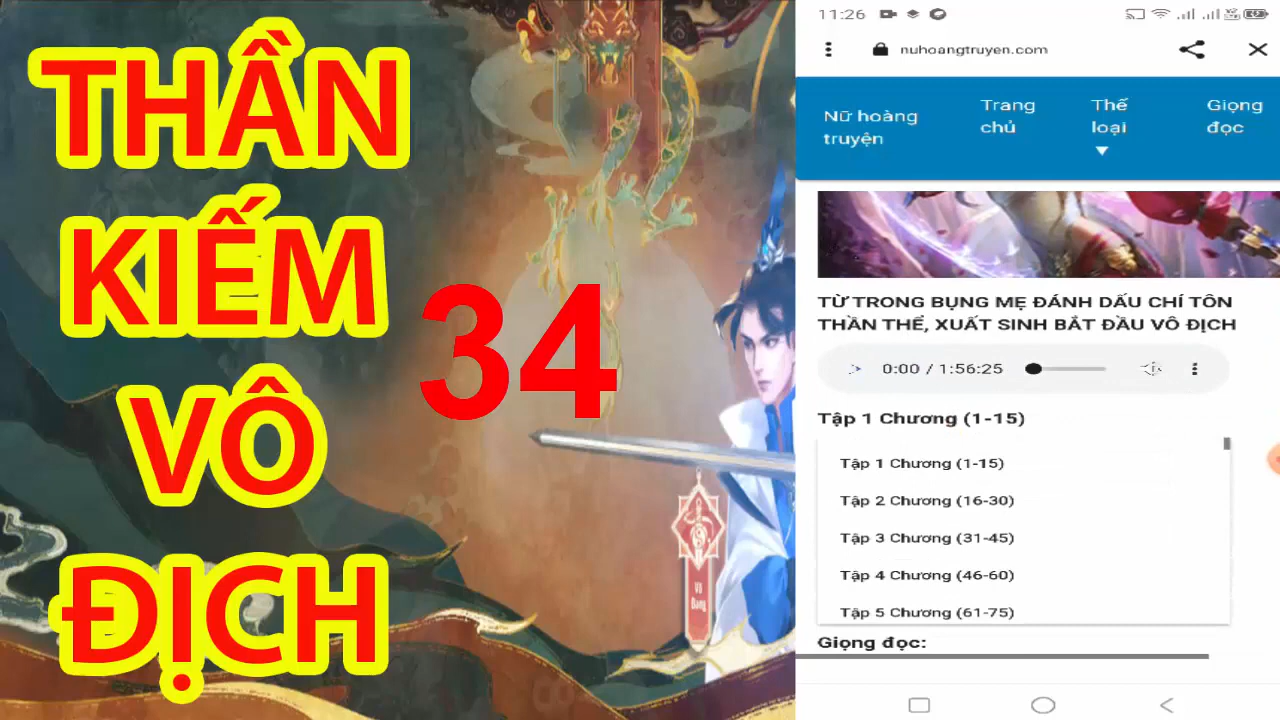 THẦN
KIẾM
VÔ
ĐỊCH
34
Vô
Bang
11:26
nuhoangtruyen.com
Nữ hoàng
truyện
Trang
chủ
Thể
loại
Giọng
đọc
TỪ TRONG BỤNG MẸ ĐÁNH DẤU CHÍ TÔN
THẦN THỂ, XUẤT SINH BẮT ĐẦU VÔ ĐỊCH
0:00 / 1:56:25
Tập 1 Chương (1-15)
Tập 1 Chương (1-15)
Tập 2 Chương (16-30)
Tập 3 Chương (31-45)
Tập 4 Chương (46-60)
Tập 5 Chương (61-75)
Giọng đọc: